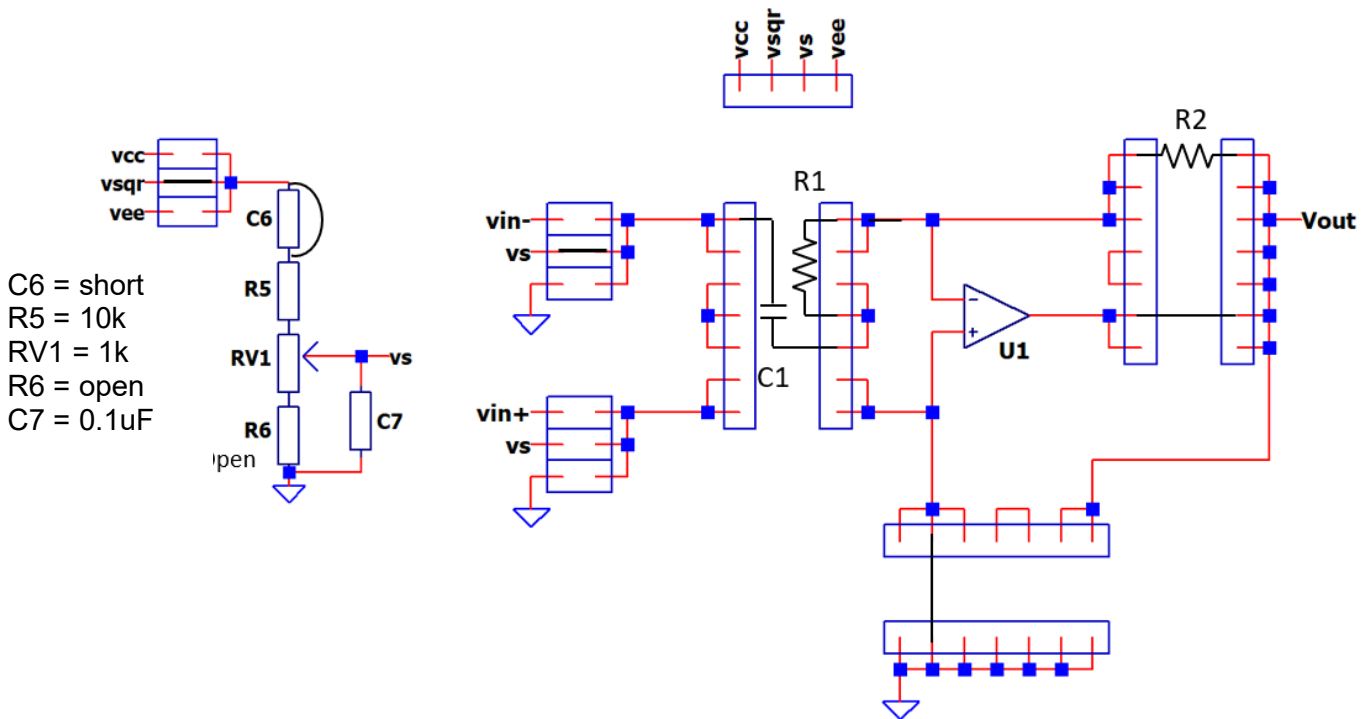 vcc
vsqr
vs
vee
R2
vcc
vsqr
vee
C6
R1
vin-
vs
Vout
C6 = short
R5 = 10k
RV1 = 1k
R6 = open
C7 = 0.1uF
R5
RV1
vs
R6
C7
pen
−
+
U1
C1
vin+
vs